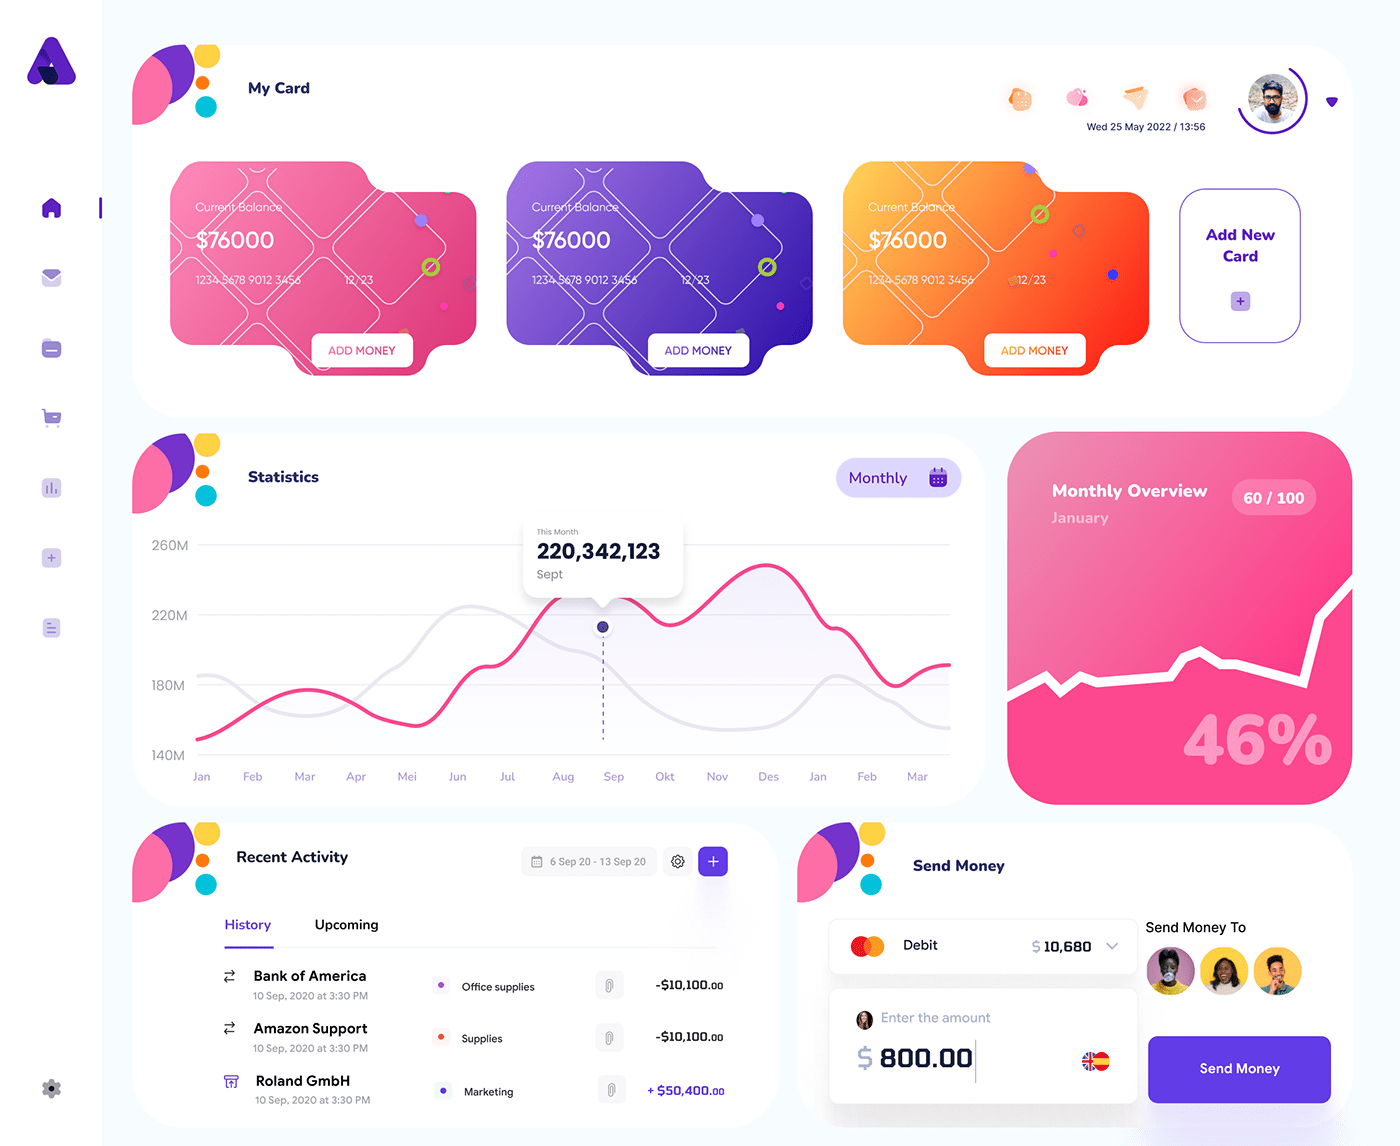 My Card
Wed 25 May 2022 / 13:56
Current Balance
$76000
1234 5678 9012 3456 12/23
ADD MONEY
Current Balance
$76000
1234 5678 9012 3456 12/23
ADD MONEY
Current Balance
$76000
1234 5678 9012 3456 12/23
ADD MONEY
Add New
Card
Statistics
Monthly
260M
220M
180M
140M
This Month
220,342,123
Sept
Jan Feb Mar Apr Mei Jun Jul Aug Sep Okt Nov Des Jan Feb Mar
Monthly Overview
60 / 100
January
46%
Recent Activity
6 Sep 20 - 13 Sep 20
History Upcoming
Bank of America
10 Sep, 2020 at 3:30 PM
Office supplies
-$10,100.00
Amazon Support
10 Sep, 2020 at 3:30 PM
Supplies
-$10,100.00
Roland GmbH
10 Sep, 2020 at 3:30 PM
Marketing
+ $50,400.00
Send Money
Debit
$ 10,680
Enter the amount
$ 800.00
Send Money To
Send Money